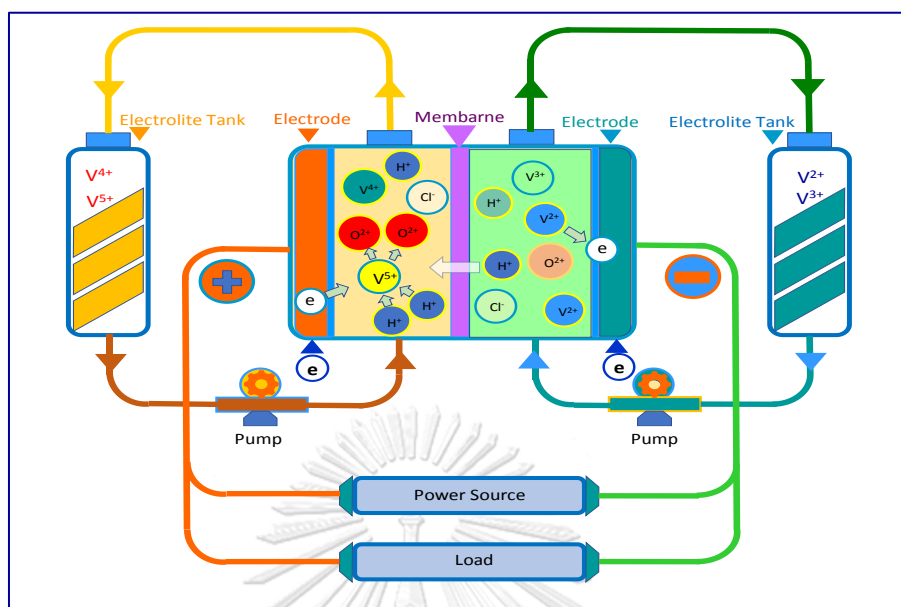 Electrolite Tank
Electrode
Membarne
Electrode
Electrolite Tank
V⁴⁺
V⁵⁺
H⁺
V⁴⁺
Cl⁻
O²⁺
O²⁺
V⁵⁺
e
H⁺
H⁺
V³⁺
H⁺
V²⁺
e
H⁺
O²⁺
Cl⁻
V²⁺
V²⁺
V³⁺
e
e
Pump
Pump
Power Source
Load